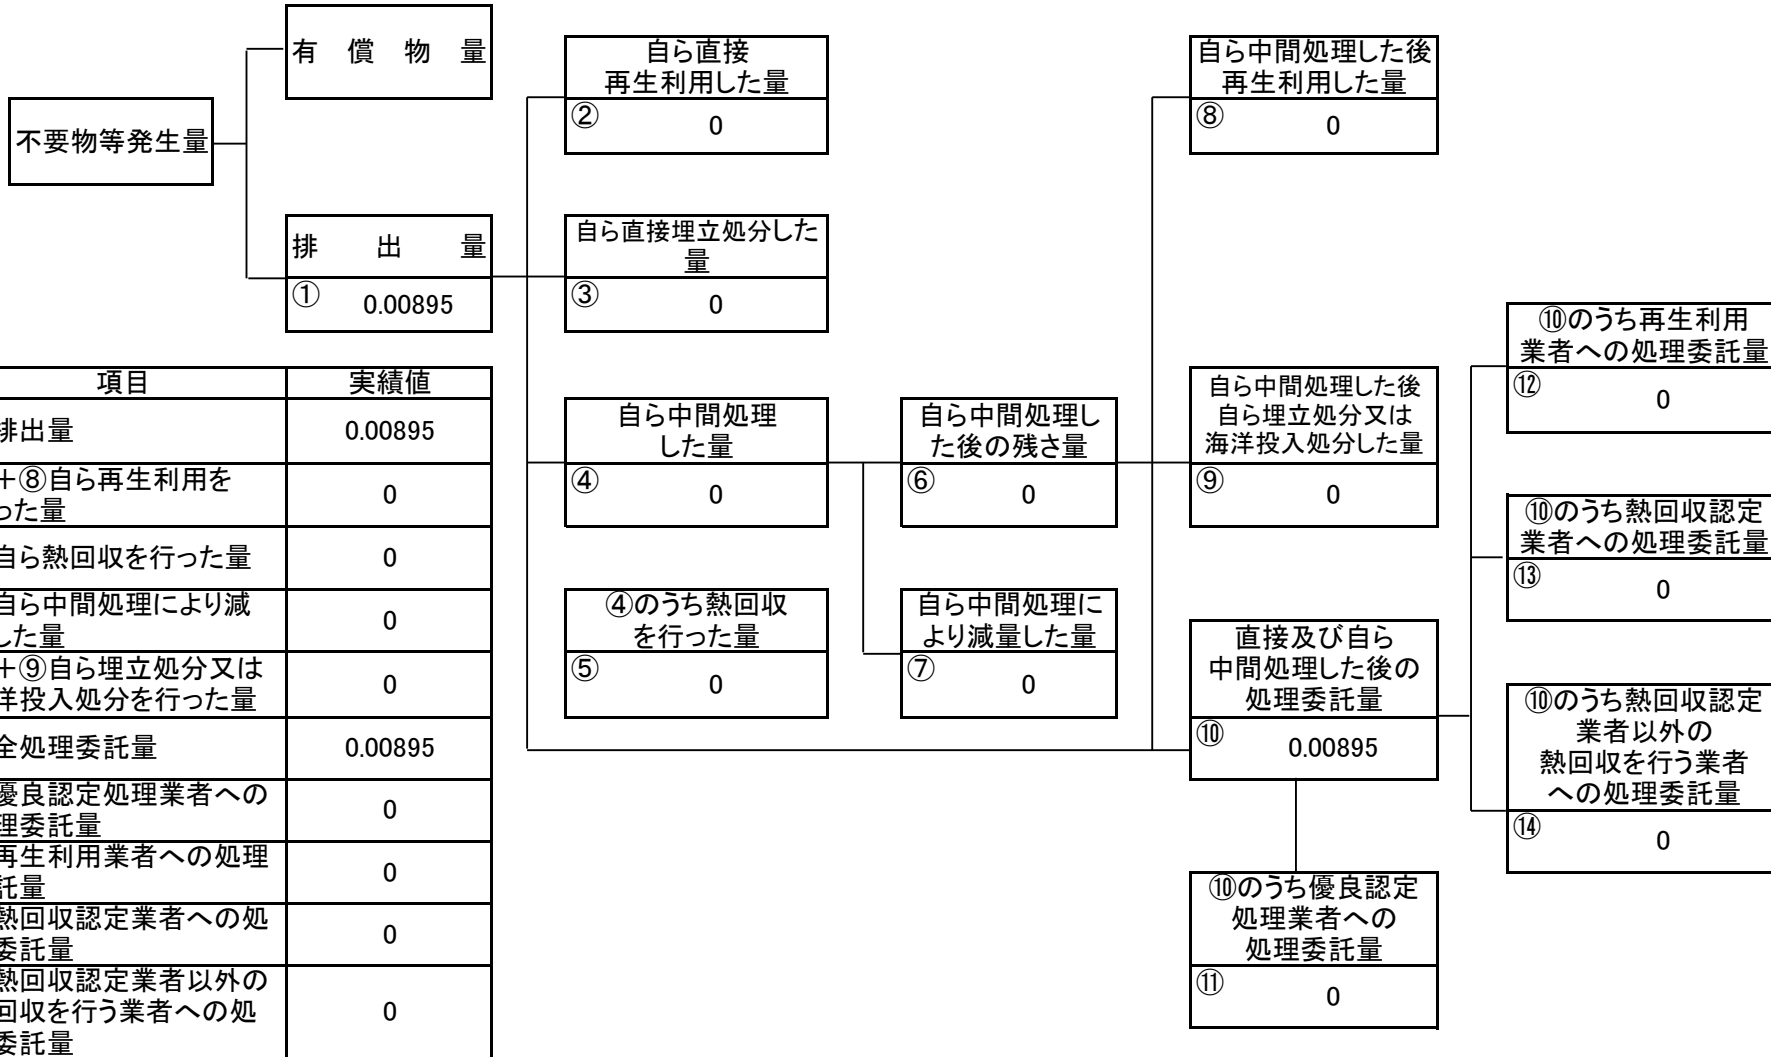 有償物量
不要物等発生量
排出量
① 0.00895
自ら直接
再生利用した量
② 0
自ら直接埋立処分した
量
③ 0
自ら中間処理
した量
④ 0
④のうち熱回収
を行った量
⑤ 0
自ら中間処理し
た後の残さ量
⑥ 0
自ら中間処理に
より減量した量
⑦ 0
自ら中間処理した後
再生利用した量
⑧ 0
自ら中間処理した後
自ら埋立処分又は
海洋投入処分した量
⑨ 0
直接及び自ら
中間処理した後の
処理委託量
⑩ 0.00895
⑩のうち優良認定
処理業者への
処理委託量
⑪ 0
⑩のうち再生利用
業者への処理委託量
⑫ 0
⑩のうち熱回収認定
業者への処理委託量
⑬ 0
⑩のうち熱回収認定
業者以外の
熱回収を行う業者
への処理委託量
⑭ 0
項目 実績値
排出量 0.00895
+⑧自ら再生利用を
った量 0
自ら熱回収を行った量 0
自ら中間処理により減
した量 0
+⑨自ら埋立処分又は
洋投入処分を行った量 0
全処理委託量 0.00895
優良認定処理業者への
理委託量 0
再生利用業者への処理
託量 0
熱回収認定業者への処
委託量 0
熱回収認定業者以外の
回収を行う業者への処
委託量 0